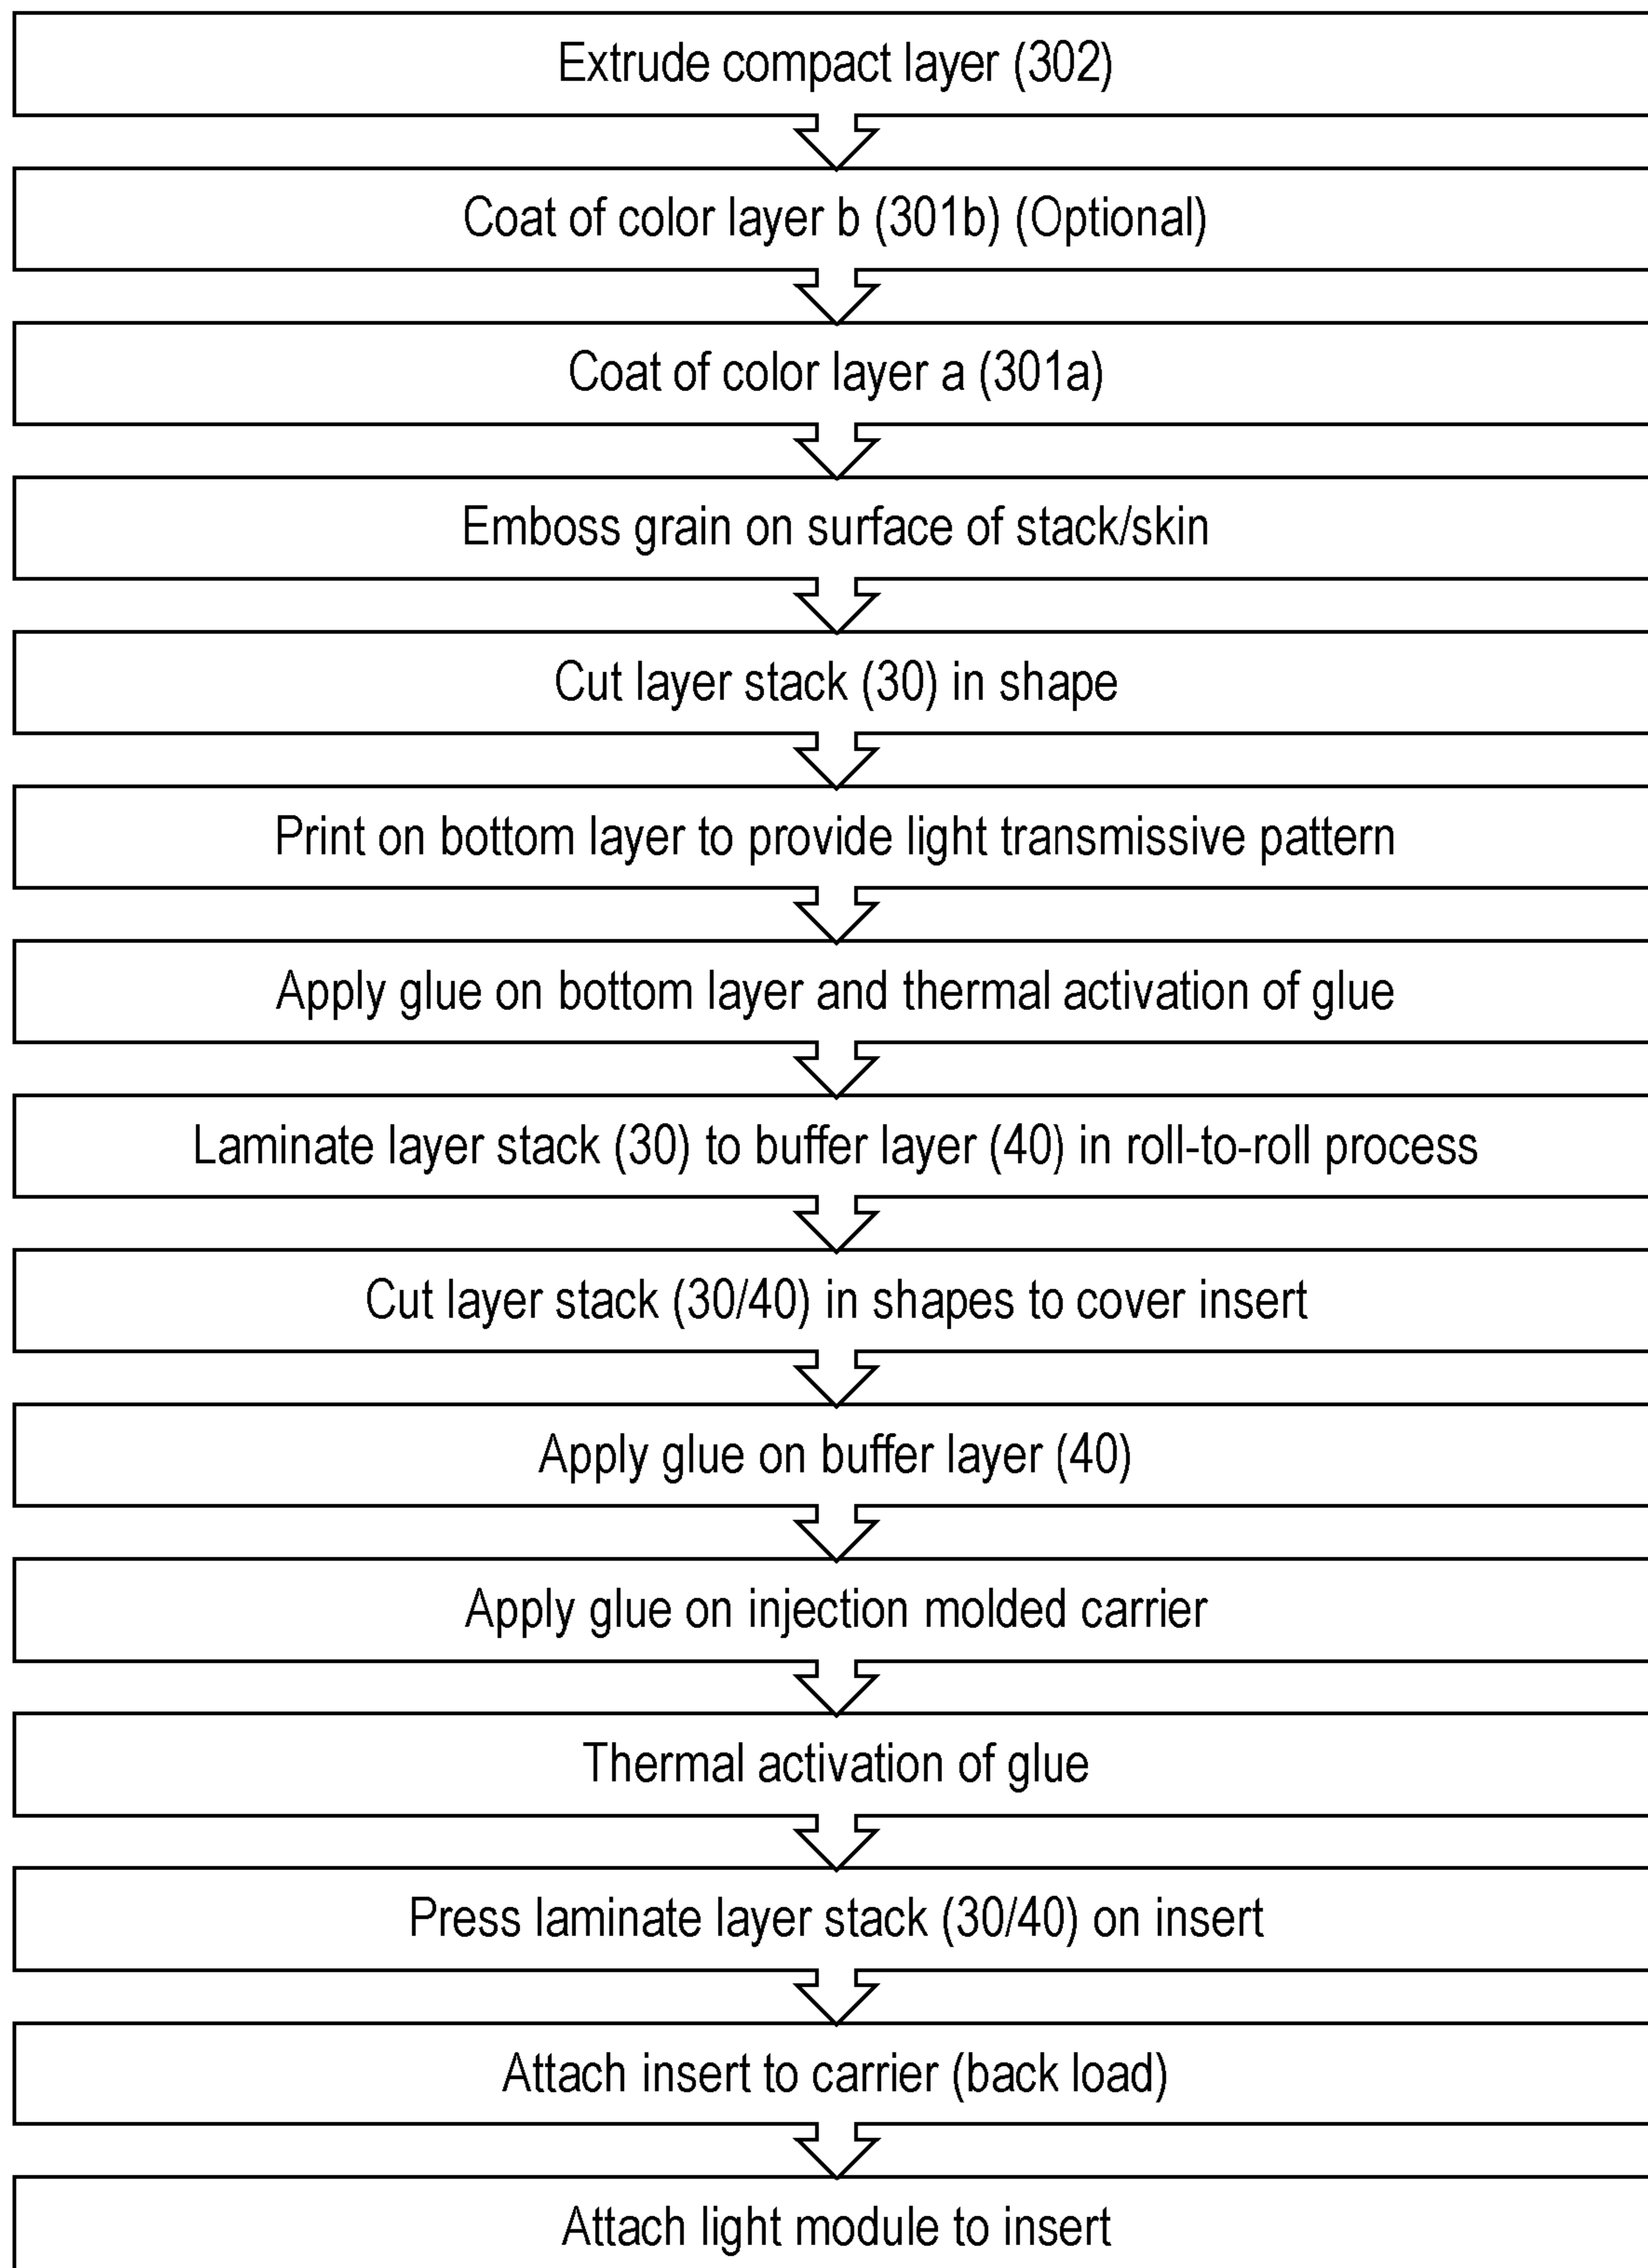 Extrude compact layer (302)
Coat of color layer b (301b) (Optional)
Coat of color layer a (301a)
Emboss grain on surface of stack/skin
Cut layer stack (30) in shape
Print on bottom layer to provide light transmissive pattern
Apply glue on bottom layer and thermal activation of glue
Laminate layer stack (30) to buffer layer (40) in roll-to-roll process
Cut layer stack (30/40) in shapes to cover insert
Apply glue on buffer layer (40)
Apply glue on injection molded carrier
Thermal activation of glue
Press laminate layer stack (30/40) on insert
Attach insert to carrier (back load)
Attach light module to insert